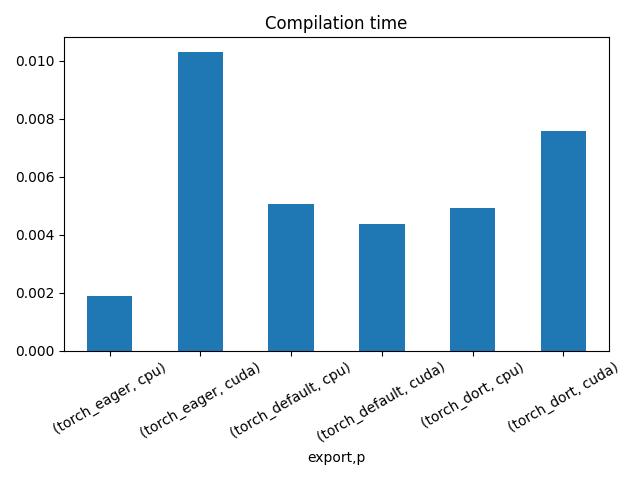 Compilation time
0.010
0.008
0.006
0.004
0.002
0.000
(torch_eager, cpu)
(torch_eager, cuda)
(torch_default, cpu)
(torch_default, cuda)
(torch_dort, cpu)
(torch_dort, cuda)
export,p